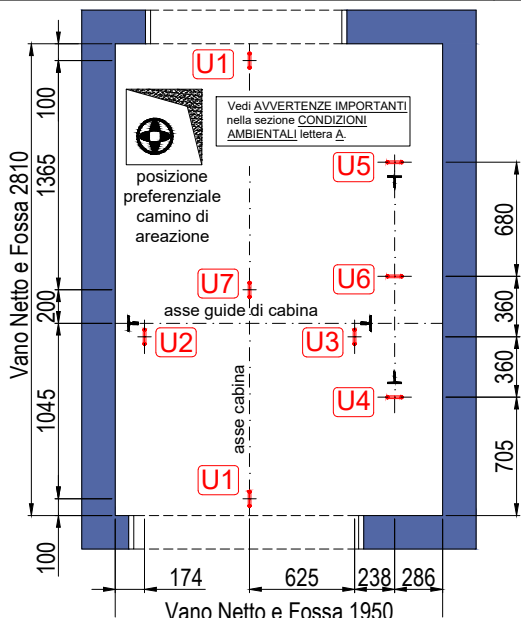 U1
Vedi AVVERTENZE IMPORTANTI
nella sezione CONDIZIONI
AMBIENTALI lettera A.
posizione
preferenziale
camino di
areazione
U5
U7
U6
asse guide di cabina
U2
U3
U4
asse cabina
U1
Vano Netto e Fossa 2810
100
1365
200
1045
100
680
360
360
705
174
625
238
286
Vano Netto e Fossa 1950